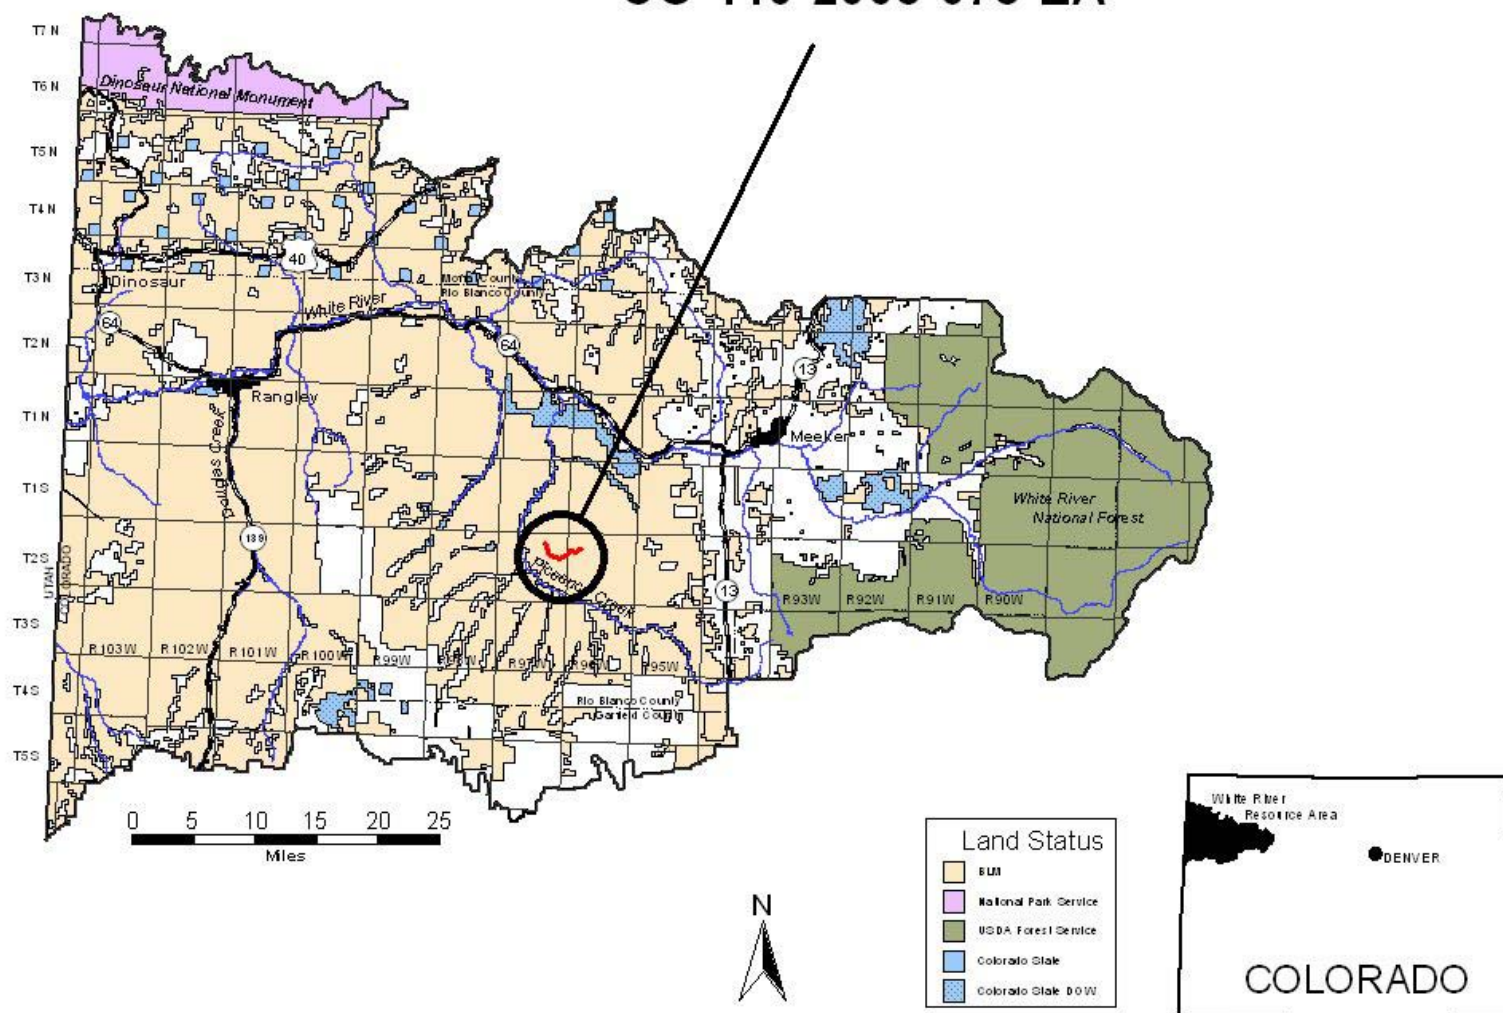 T7 N
T6 N
Dinosaur National Monument
T5 N
T4 N
40
T3 N
Dinosaur
Moffat County
Rio Blanco County
White River
64
64
T2 N
13
Rangley
T1 N
Meeker
Douglas Creek
T1 S
White River
National Forest
139
T2 S
UTAH
COLORADO
Piceance Creek
13
R93W
R92W
R91W
R90W
T3 S
R103W
R102W
R101W
R100W
R99W
R98W
R97W
R96W
R95W
T4 S
Rio Blanco County
Garfield County
T5 S
0 5 10 15 20 25
Miles
N
Land Status
BLM
National Park Service
USDA Forest Service
Colorado State
Colorado State DOW
White River
Resource Area
DENVER
COLORADO